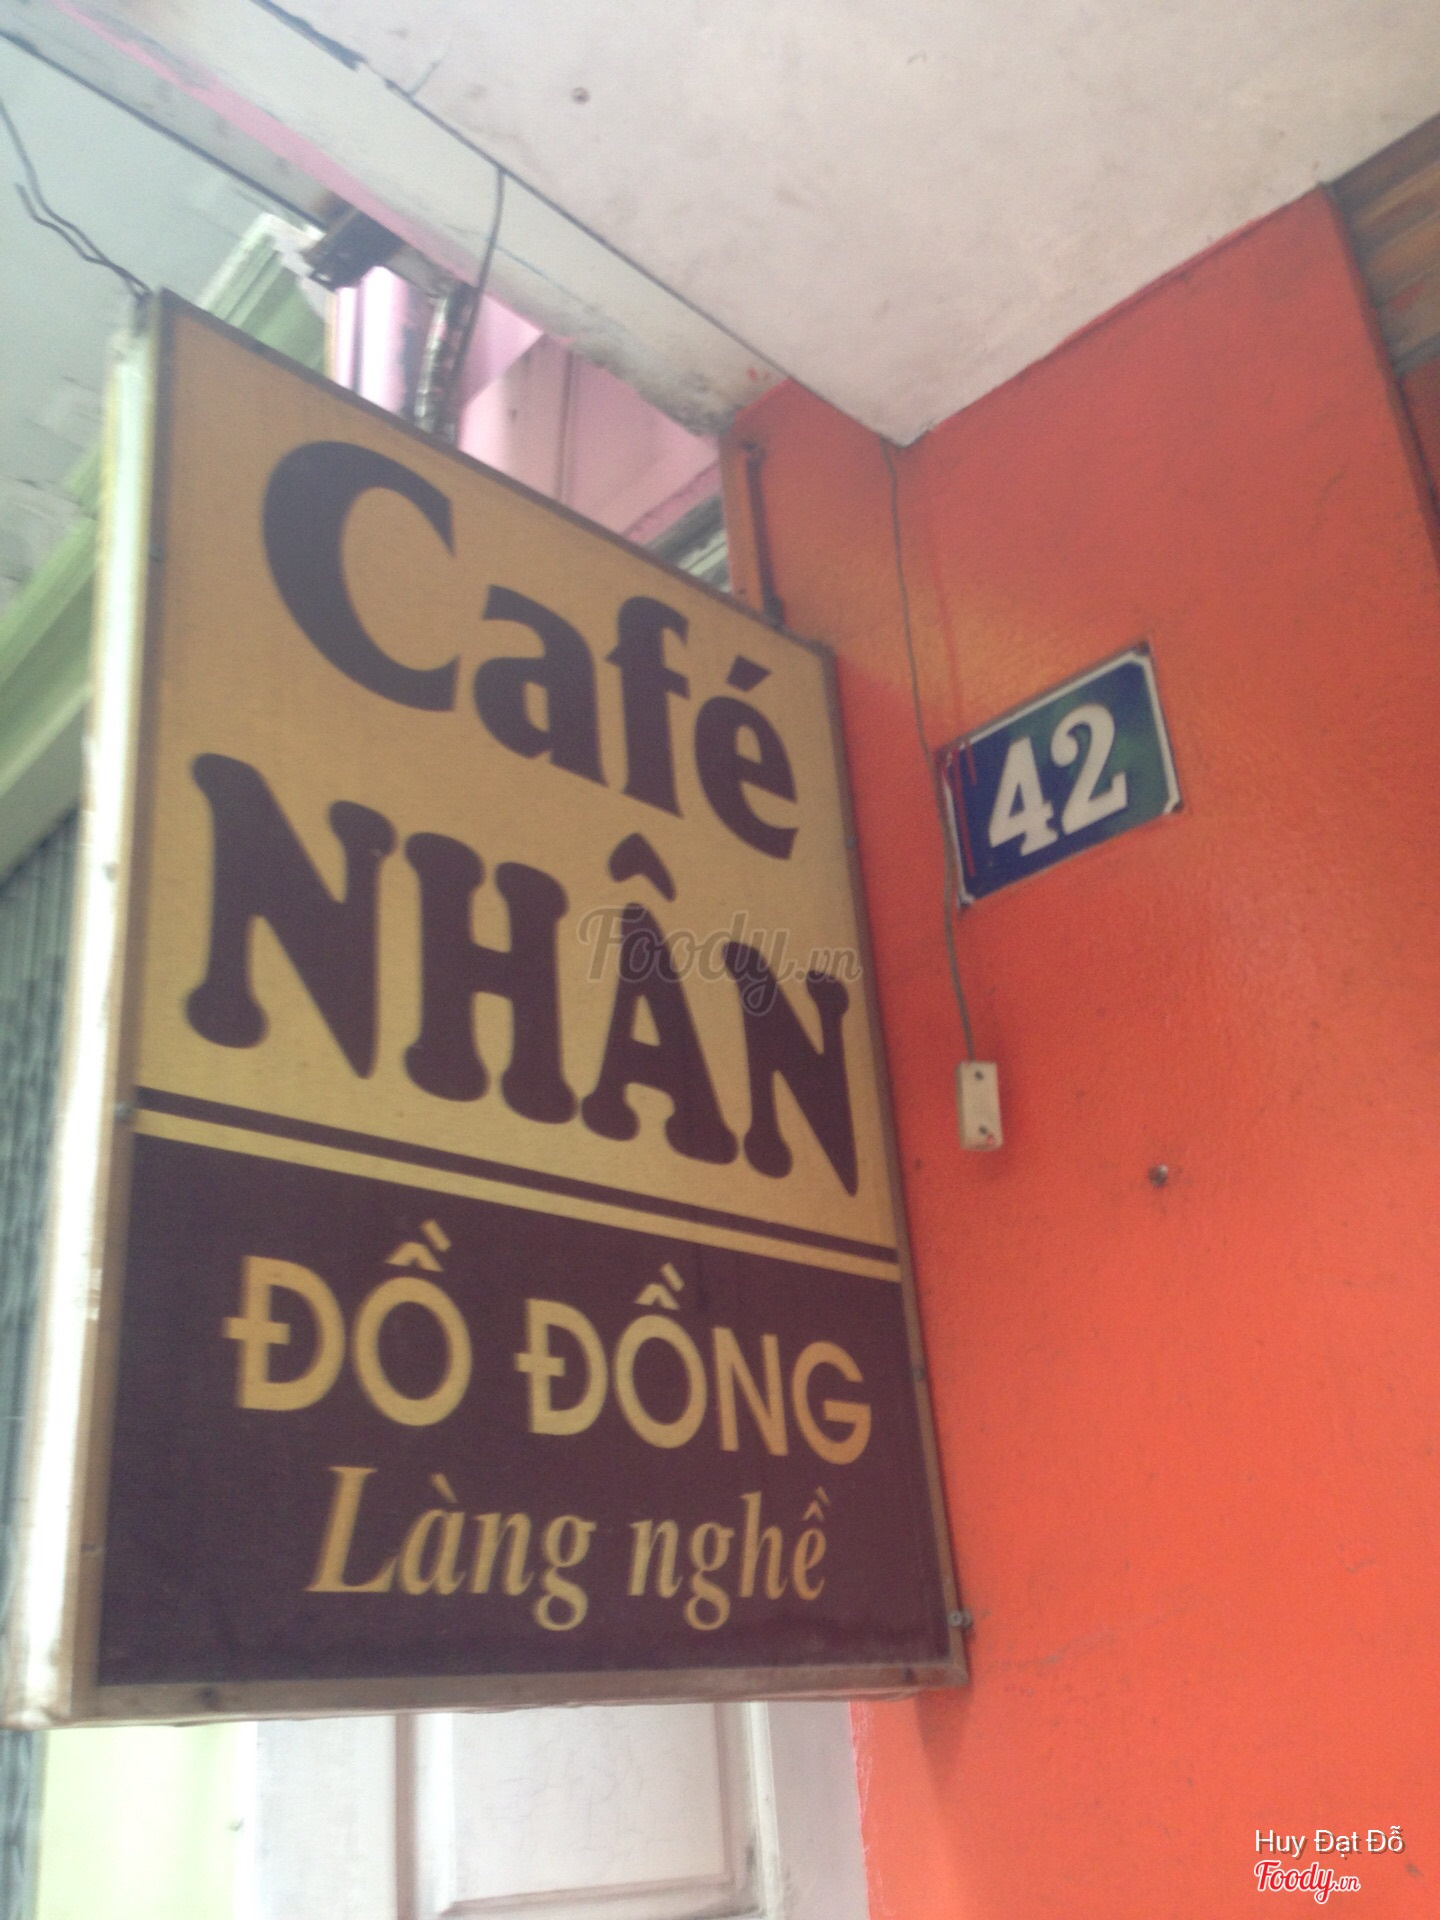 Café
NHÂN
ĐỒ ĐỒNG
Làng nghề
42
Foody.vn
Huy Đạt Đỗ
Foody.vn